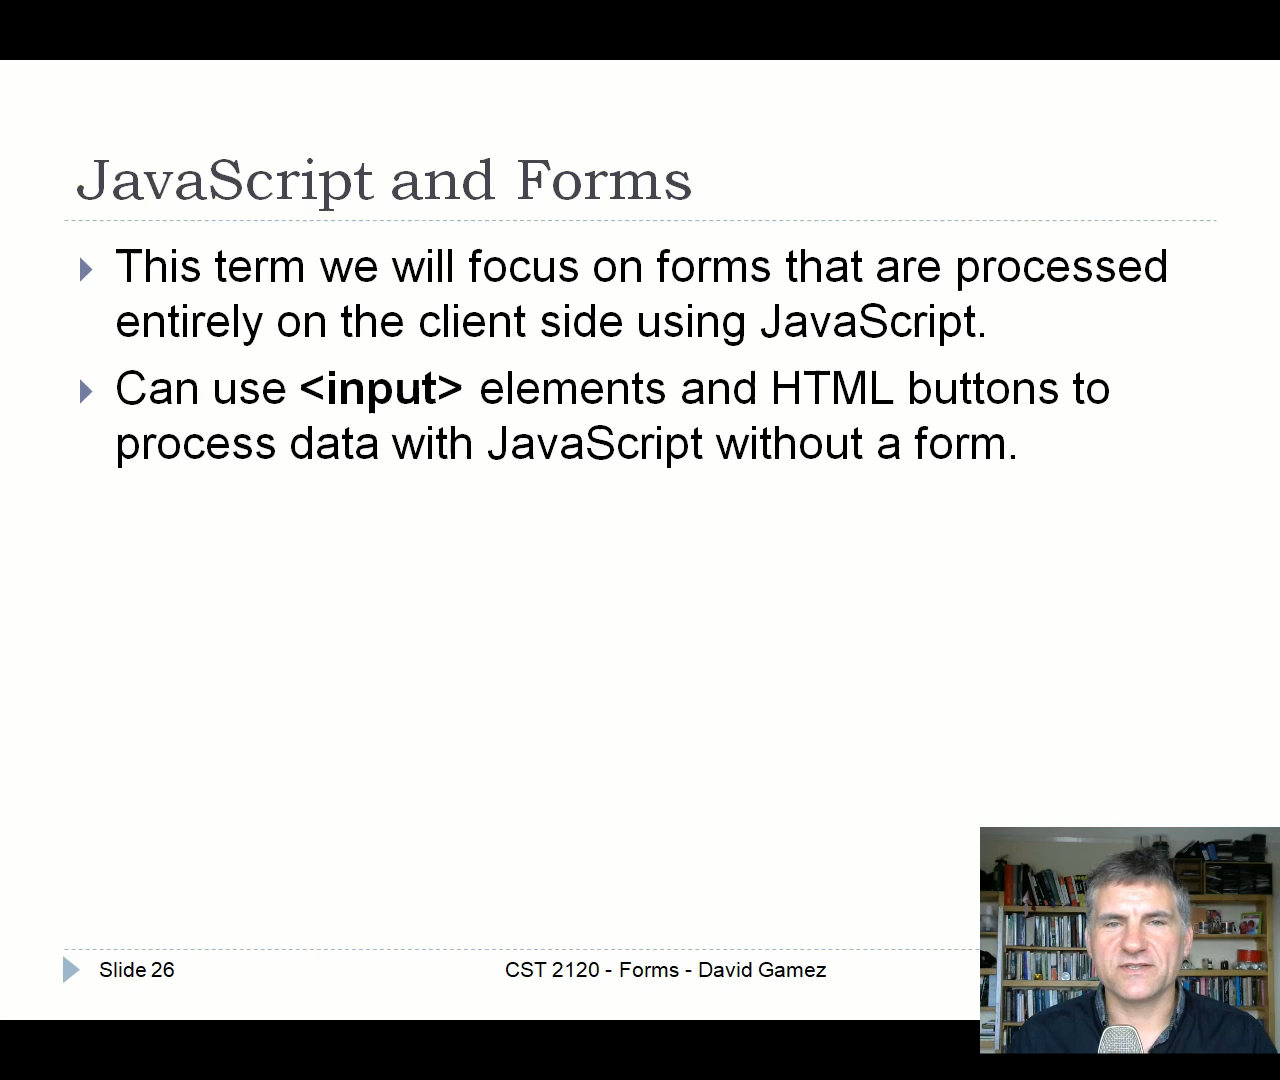 JavaScript and Forms
This term we will focus on forms that are processed
entirely on the client side using JavaScript.
Can use <input> elements and HTML buttons to
process data with JavaScript without a form.
Slide 26
CST 2120 - Forms - David Gamez